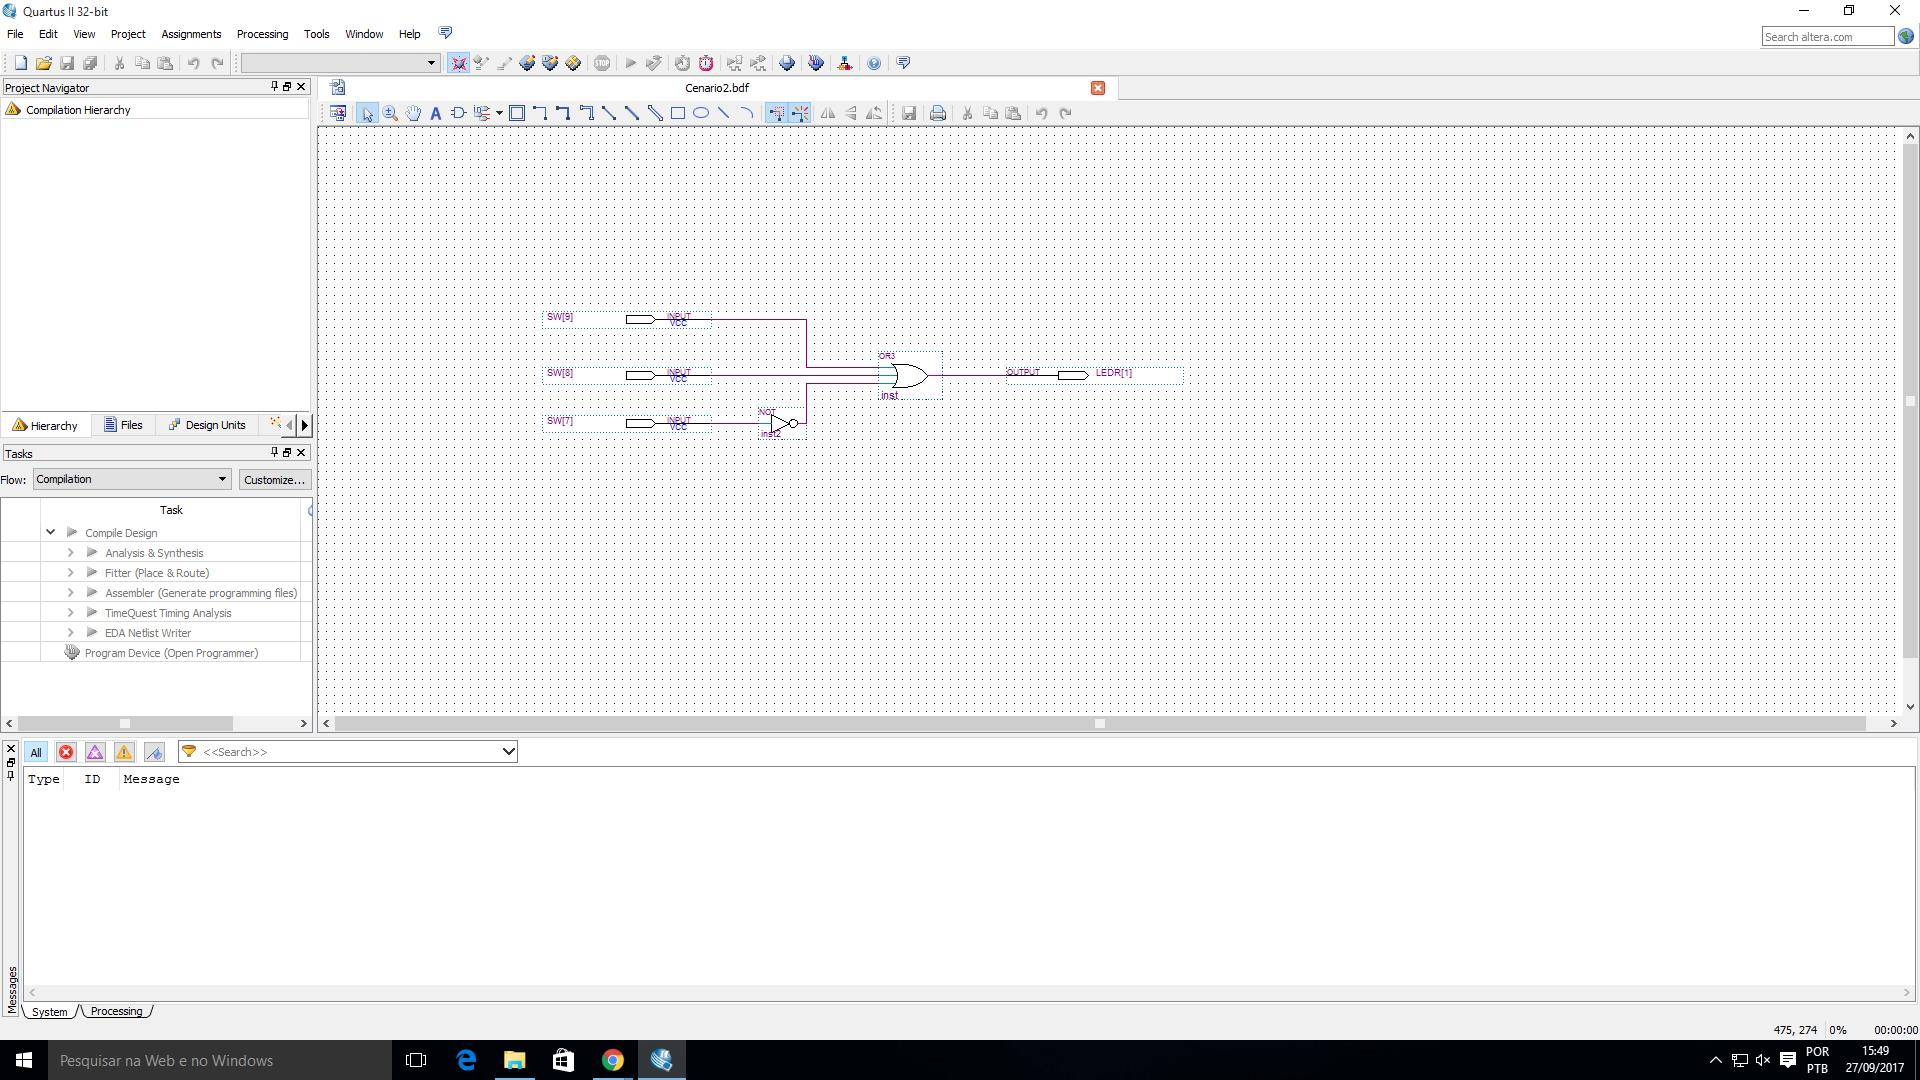 Quartus II 32-bit
File Edit View Project Assignments Processing Tools Window Help
Search altera.com
Project Navigator
Compilation Hierarchy
Hierarchy Files Design Units
Tasks
Flow: Compilation Customize...
Task
Compile Design
Analysis & Synthesis
Fitter (Place & Route)
Assembler (Generate programming files)
TimeQuest Timing Analysis
EDA Netlist Writer
Program Device (Open Programmer)
Cenario2.bdf
A
SW[9] INPUT
VCC
OR3
SW[8] INPUT
VCC
OUTPUT LEDR[1]
inst
NOT
SW[7] INPUT
VCC
inst2
All <<Search>>
Type ID Message
Messages
System Processing
475, 274 0% 00:00:00
Pesquisar na Web e no Windows
POR
PTB
15:49
27/09/2017